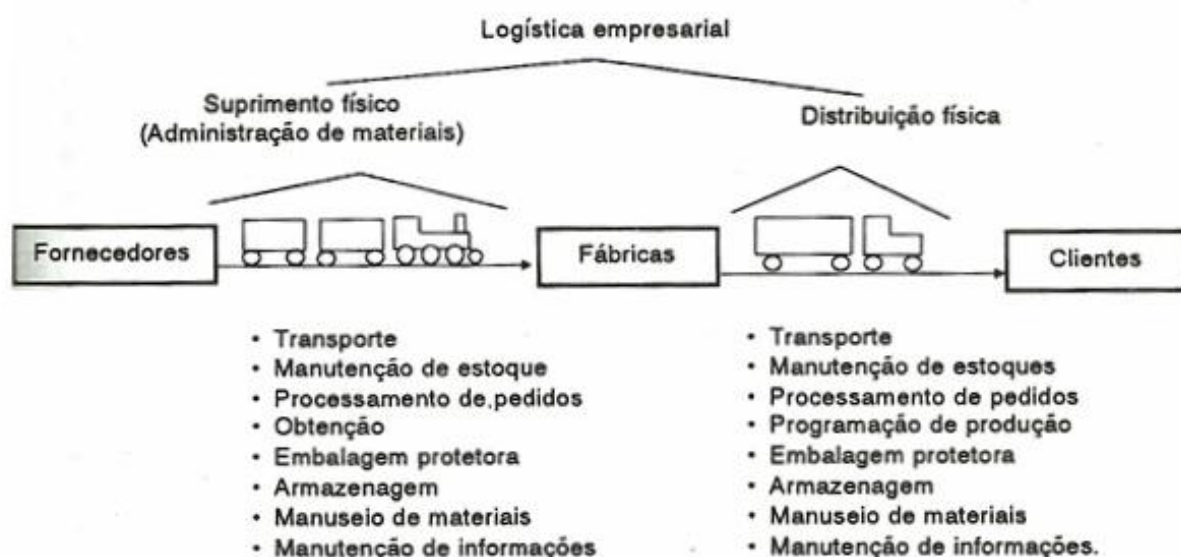 Logística empresarial
Suprimento físico
(Administração de materiais)
Distribuição física
Fornecedores
Fábricas
Clientes
• Transporte
• Manutenção de estoque
• Processamento de.pedidos
• Obtenção
• Embalagem protetora
• Armazenagem
• Manuseio de materiais
• Manutenção de informações
• Transporte
• Manutenção de estoques
• Processamento de pedidos
• Programação de produção
• Embalagem protetora
• Armazenagem
• Manuseio de materiais
• Manutenção de informações.